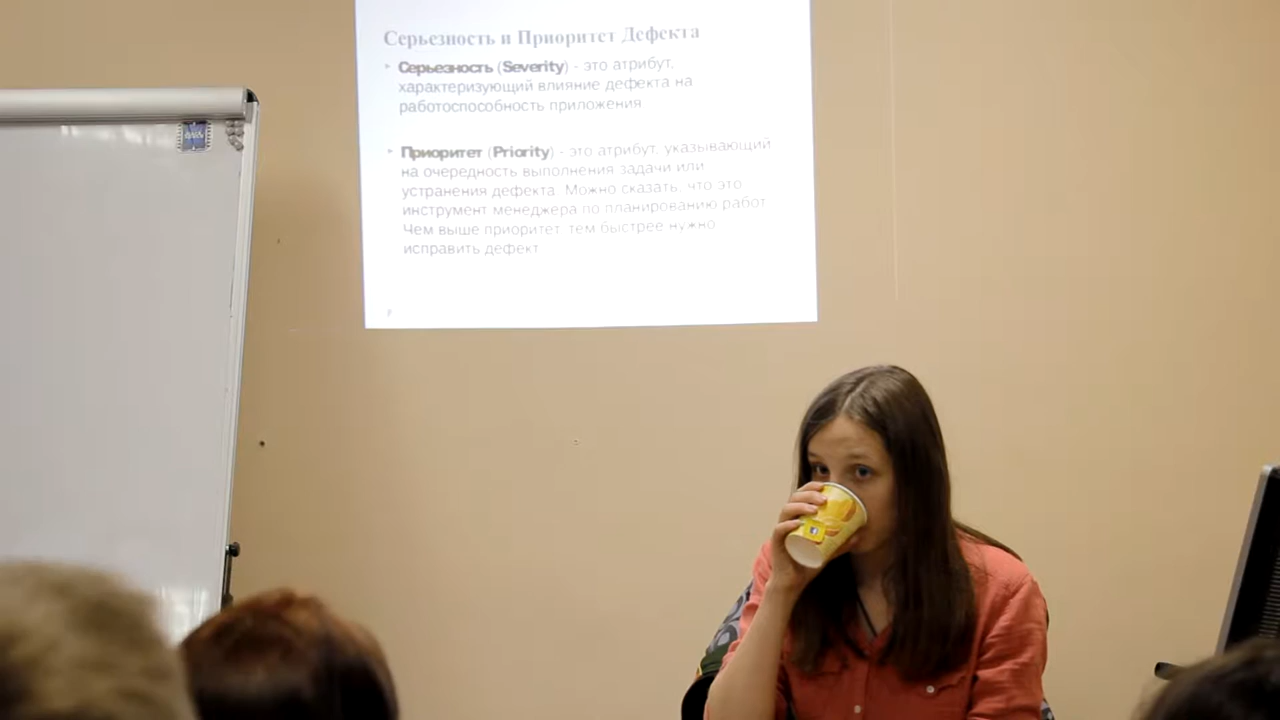 Серьезность и Приоритет Дефекта
Серьезность (Severity) - это атрибут,
характеризующий влияние дефекта на
работоспособность приложения
Приоритет (Priority) - это атрибут, указывающий
на очередность выполнения задачи или
устранения дефекта. Можно сказать, что это
инструмент менеджера по планированию работ.
Чем выше приоритет, тем быстрее нужно
исправить дефект